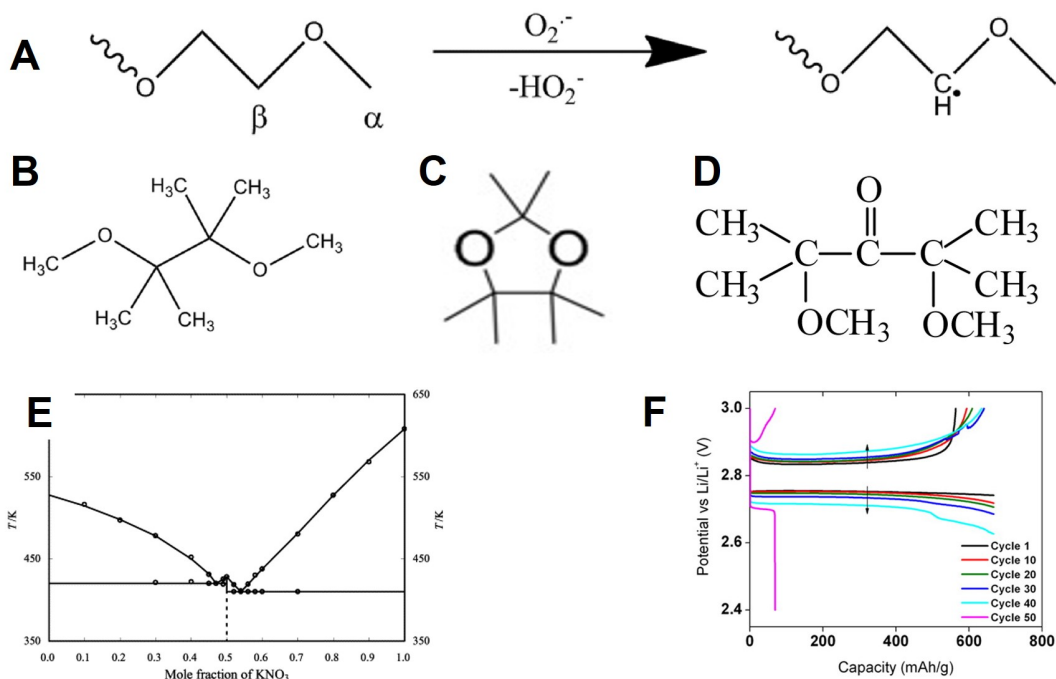 A
O
O
β
α
O₂·⁻
-HO₂⁻
O
O
C
H
B
H₃C
CH₃
O
CH₃
H₃C
O
H₃C
CH₃
C
O
O
D
O
CH₃
CH₃
C
C
C
CH₃
CH₃
OCH₃
OCH₃
E
T/K
550
450
350
0.0 0.1 0.2 0.3 0.4 0.5 0.6 0.7 0.8 0.9 1.0
Mole fraction of KNO₃
650
550
450
350
T/K
F
Potential vs Li/Li⁺ (V)
3.0
2.8
2.6
2.4
Cycle 1
Cycle 10
Cycle 20
Cycle 30
Cycle 40
Cycle 50
0 200 400 600 800
Capacity (mAh/g)